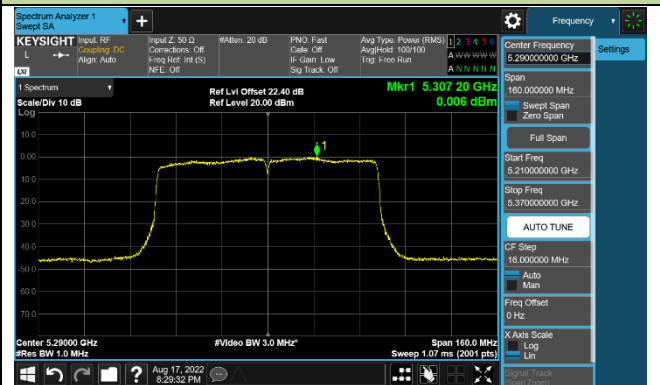 Spectrum Analyzer 1
Swept SA
Frequency
KEYSIGHT
Input: RF
Coupling: DC
Align: Auto
Input Z: 50 Ω
Corrections: Off
Freq Ref: Int (S)
NFE: Off
#Atten: 20 dB
PNO: Fast
Gate: Off
IF Gain: Low
Sig Track: Off
Avg Type: Power (RMS)
Avg|Hold: 100/100
Trig: Free Run
1 2 3 4 5 6
A W W W W W
A N N N N N
LXI
1 Spectrum
Scale/Div 10 dB
Ref Lvl Offset 22.40 dB
Ref Level 20.00 dBm
Mkr1 5.307 20 GHz
0.006 dBm
Log
10.0
0.00
-10.0
-20.0
-30.0
-40.0
-50.0
-60.0
-70.0
1
Center 5.29000 GHz
#Res BW 1.0 MHz
#Video BW 3.0 MHz*
Span 160.0 MHz
Sweep 1.07 ms (2001 pts)
Aug 17, 2022
8:29:32 PM
Center Frequency
5.290000000 GHz
Settings
Span
160.000000 MHz
Swept Span
Zero Span
Full Span
Start Freq
5.210000000 GHz
Stop Freq
5.370000000 GHz
AUTO TUNE
CF Step
16.000000 MHz
Auto
Man
Freq Offset
0 Hz
X Axis Scale
Log
Lin
Signal Track
(Span Zoom)